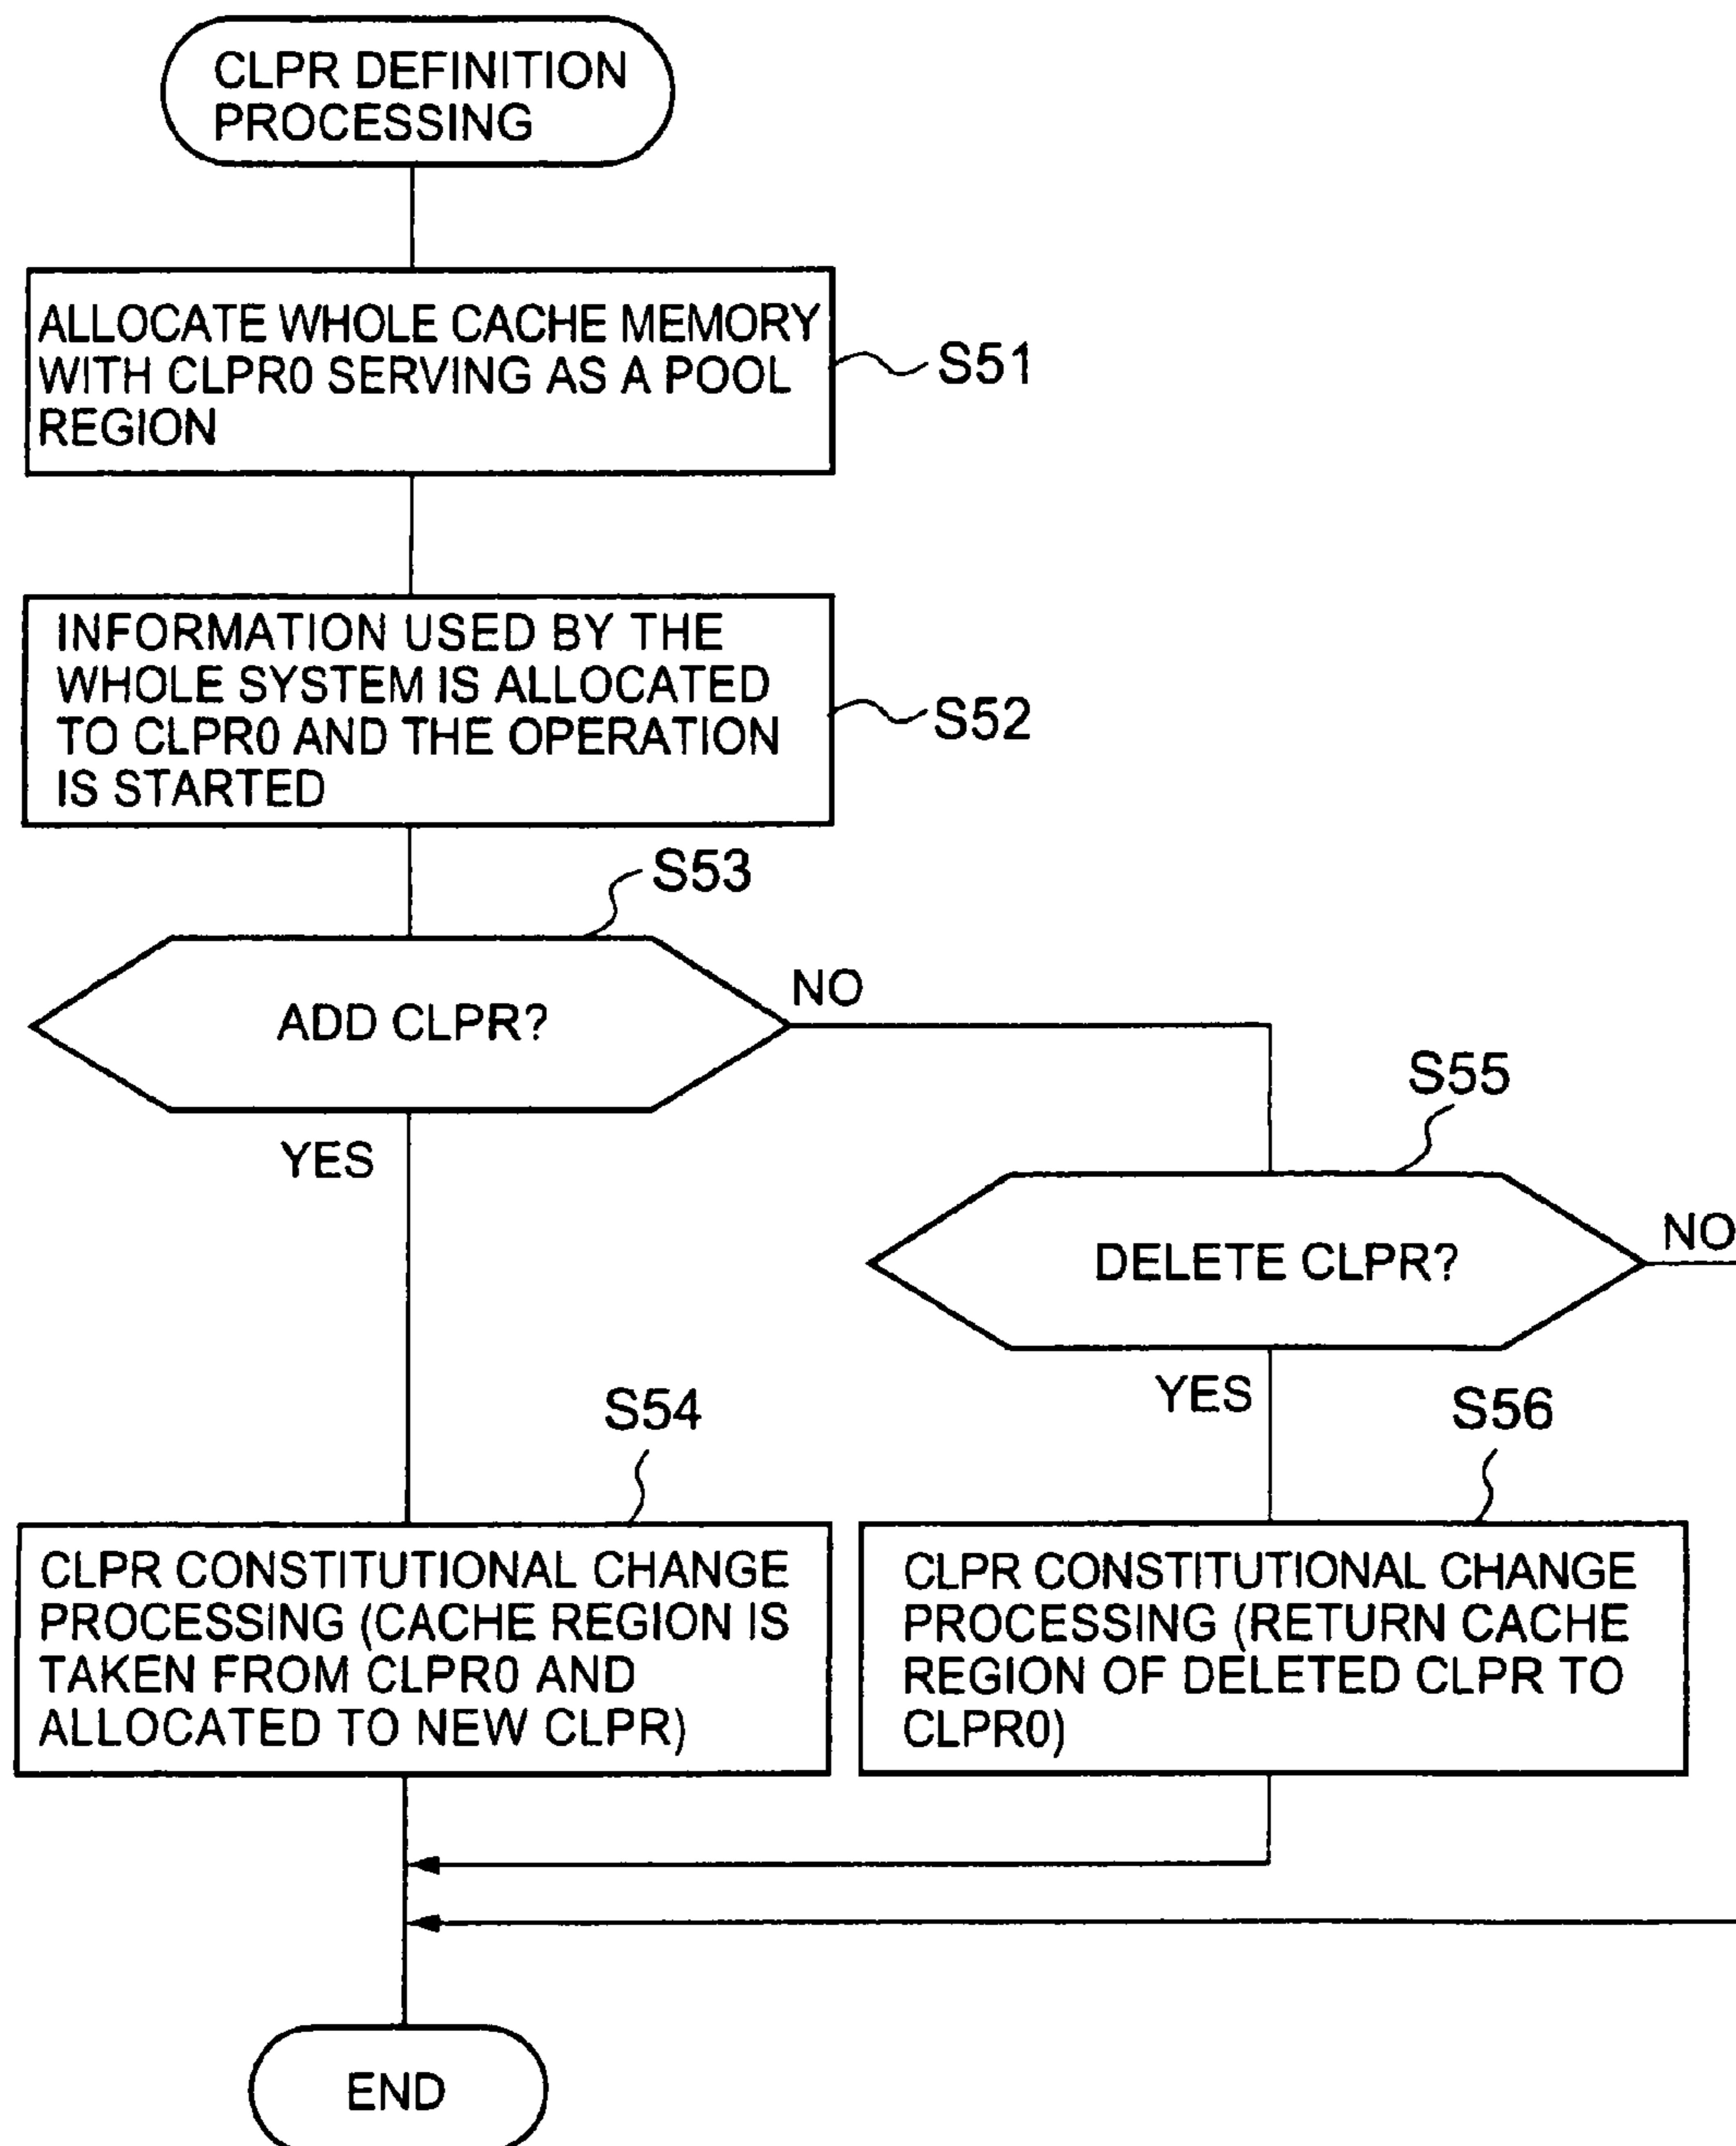 CLPR DEFINITION
PROCESSING
ALLOCATE WHOLE CACHE MEMORY
WITH CLPR0 SERVING AS A POOL
REGION
S51
INFORMATION USED BY THE
WHOLE SYSTEM IS ALLOCATED
TO CLPR0 AND THE OPERATION
IS STARTED
S52
S53
ADD CLPR?
NO
YES
S55
DELETE CLPR?
NO
YES
S54
CLPR CONSTITUTIONAL CHANGE
PROCESSING (CACHE REGION IS
TAKEN FROM CLPR0 AND
ALLOCATED TO NEW CLPR)
S56
CLPR CONSTITUTIONAL CHANGE
PROCESSING (RETURN CACHE
REGION OF DELETED CLPR TO
CLPR0)
END